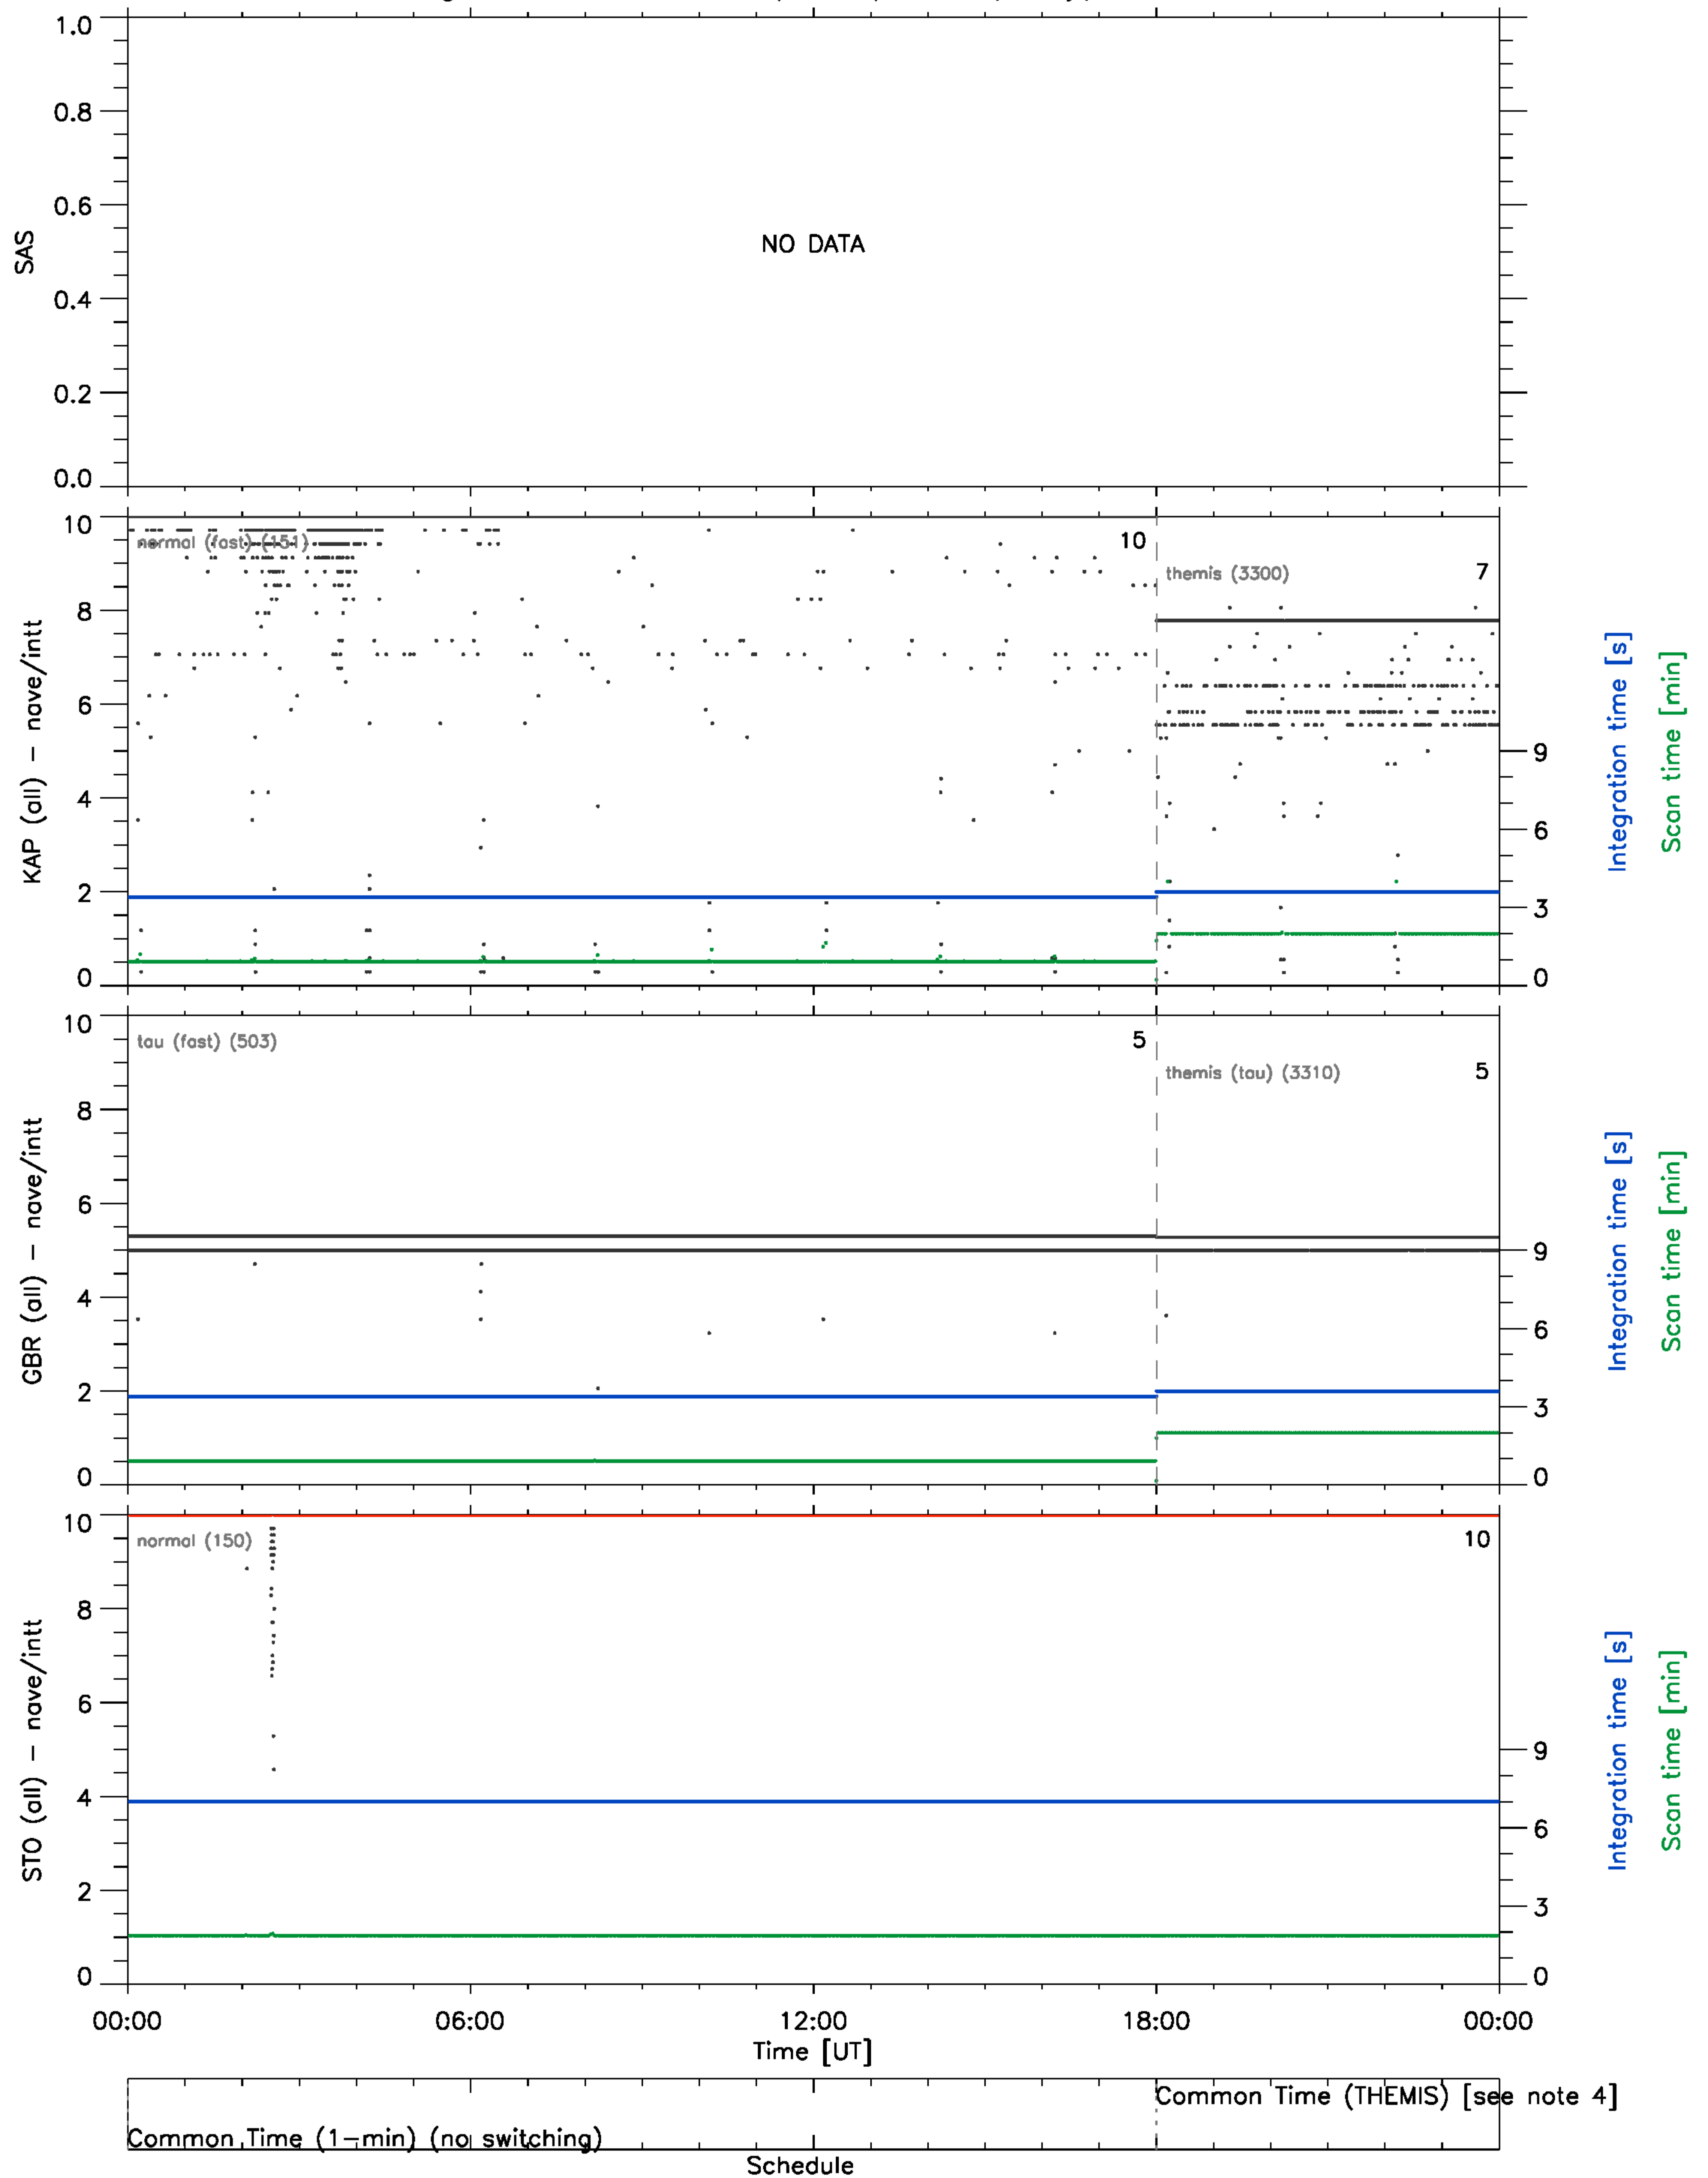 1.0
0.8
0.6
0.4
0.2
0.0
SAS
NO DATA
10
8
6
4
2
0
KAP (all) − nave/intt
normal (fast) (151)
10
themis (3300)
7
9
6
3
0
Integration time [s]
Scan time [min]
10
8
6
4
2
0
GBR (all) − nave/intt
tau (fast) (503)
5
themis (tau) (3310)
5
9
6
3
0
Integration time [s]
Scan time [min]
10
8
6
4
2
0
STO (all) − nave/intt
normal (150)
10
9
6
3
0
Integration time [s]
Scan time [min]
00:00 06:00 12:00 18:00 00:00
Time [UT]
Common Time (THEMIS) [see note 4]
Common Time (1−min) (no switching)
Schedule